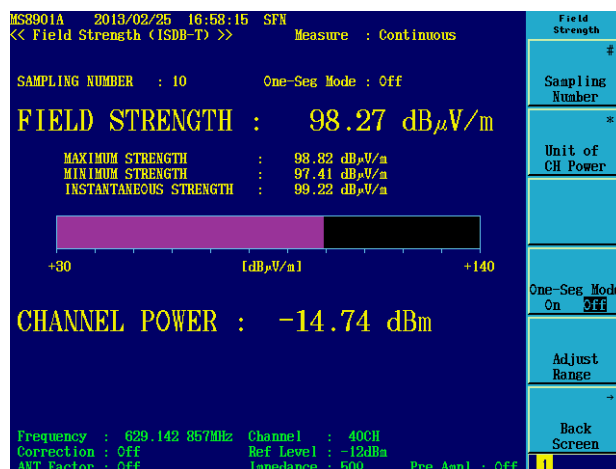 MS8901A 2013/02/25 16:58:15 SFN
<< Field Strength (ISDB-T) >> Measure : Continuous
SAMPLING NUMBER : 10 One-Seg Mode : Off
FIELD STRENGTH : 98.27 dBμV/m
MAXIMUM STRENGTH : 98.82 dBμV/m
MINIMUM STRENGTH : 97.41 dBμV/m
INSTANTANEOUS STRENGTH : 99.22 dBμV/m
+30 [dBμV/m] +140
CHANNEL POWER : -14.74 dBm
Frequency : 629.142 857MHz Channel : 40CH
Correction : Off Ref Level : -12dBm
ANT Factor : Off Impedance : 50Ω Pre Ampl : Off
Field
Strength
#
Sampling
Number
*
Unit of
CH Power
One-Seg Mode
On Off
Adjust
Range
→
Back
Screen
1